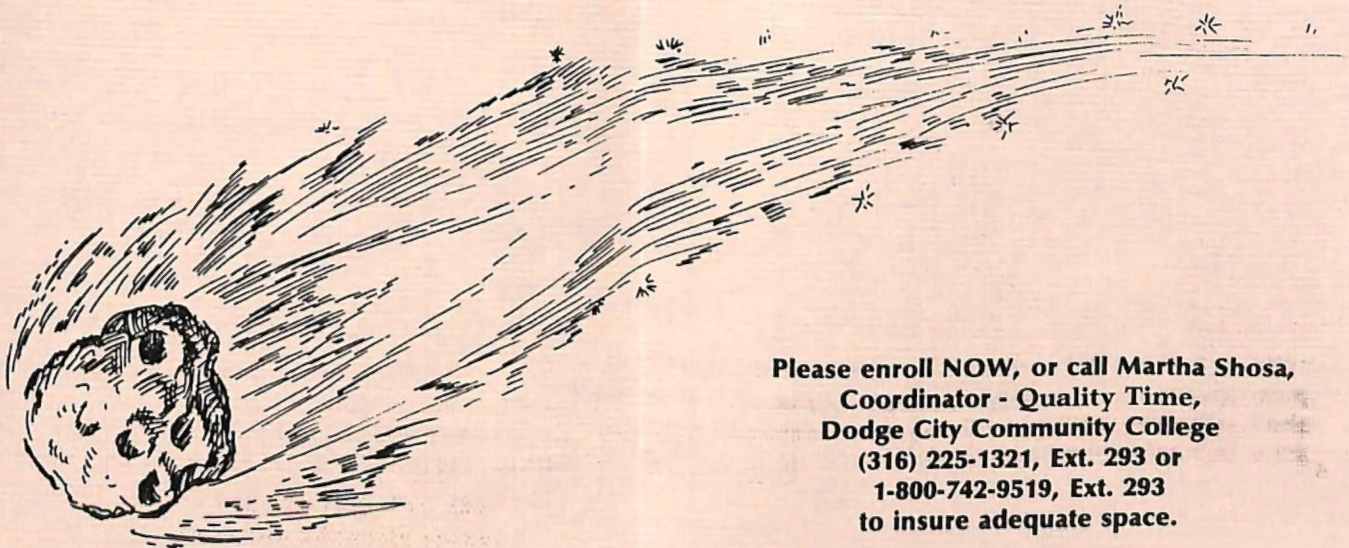 Please enroll NOW, or call Martha Shosa,
Coordinator - Quality Time,
Dodge City Community College
(316) 225-1321, Ext. 293 or
1-800-742-9519, Ext. 293
to insure adequate space.